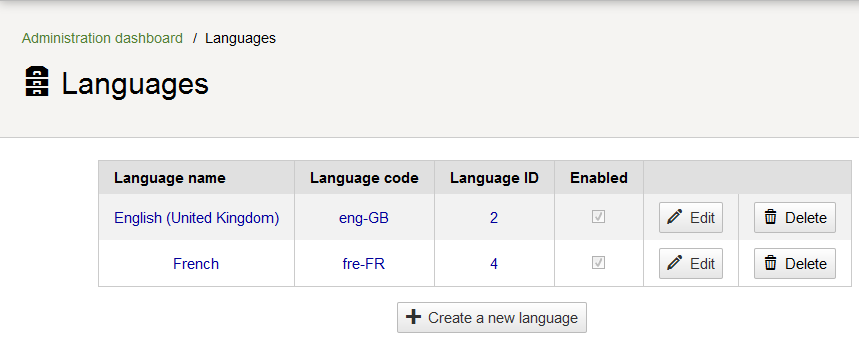 Administration dashboard / Languages
Languages
Language name Language code Language ID Enabled
English (United Kingdom) eng-GB 2 Edit Delete
French fre-FR 4 Edit Delete
Create a new language